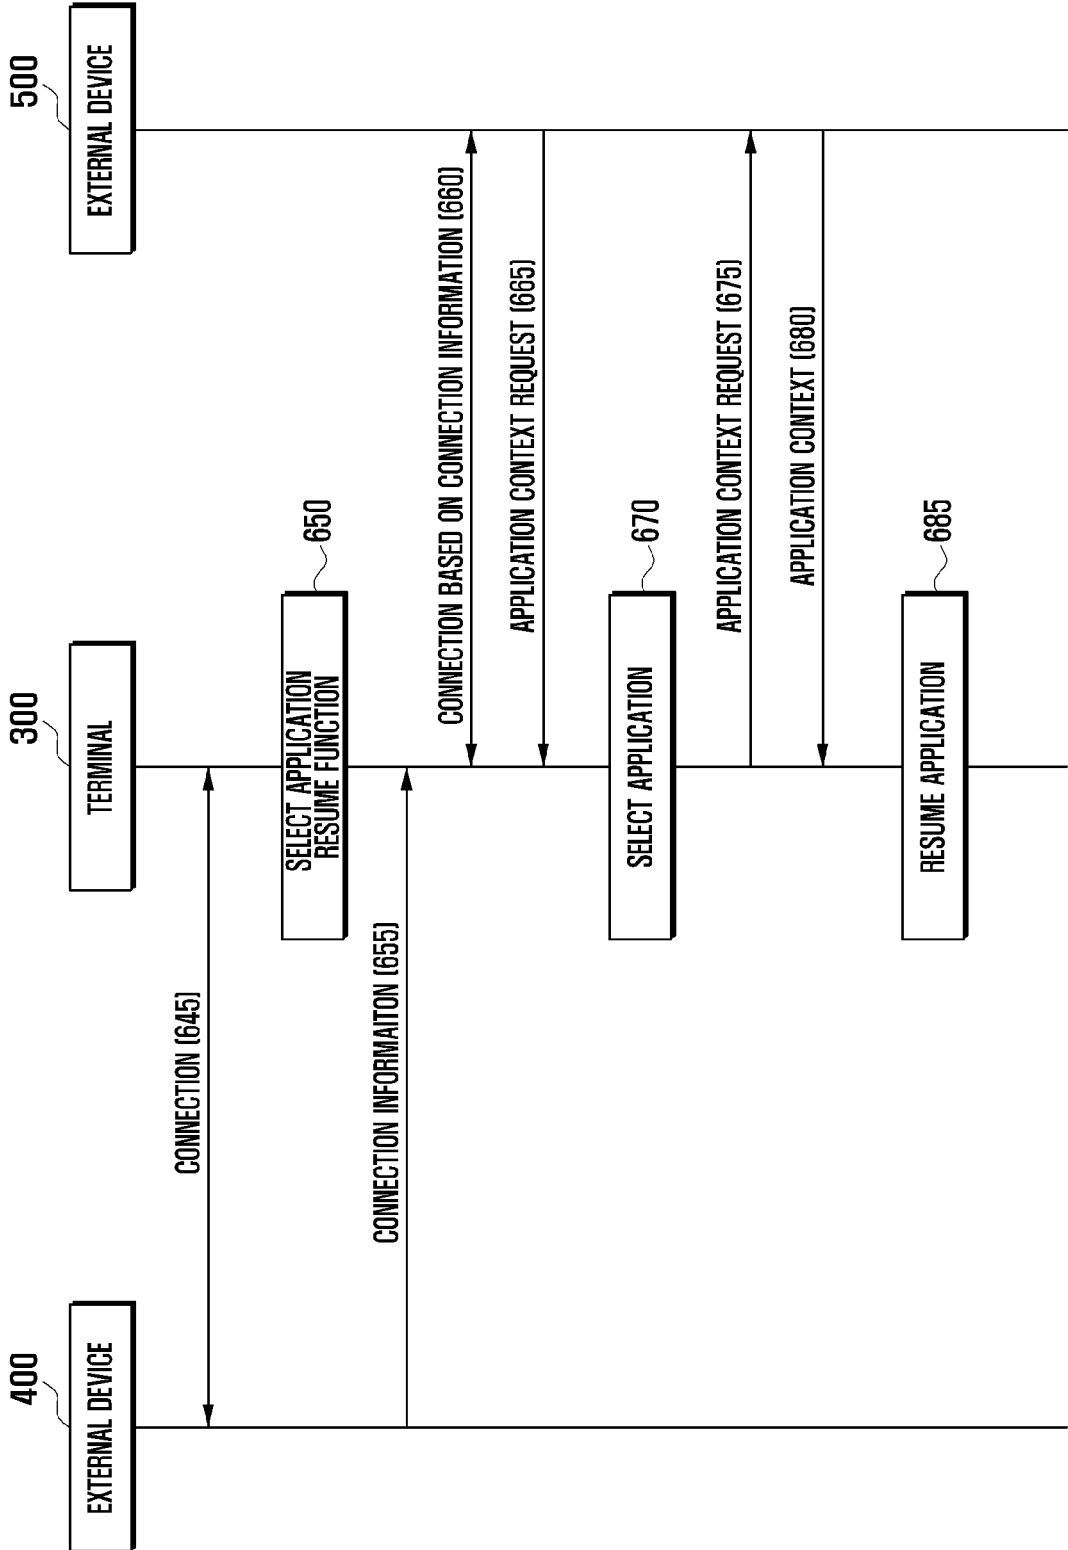 400
300
500
EXTERNAL DEVICE
TERMINAL
EXTERNAL DEVICE
CONNECTION (645)
SELECT APPLICATION
RESUME FUNCTION
650
CONNECTION INFORMAITON (655)
CONNECTION BASED ON CONNECTION INFORMATION (660)
APPLICATION CONTEXT REQUEST (665)
SELECT APPLICATION
670
APPLICATION CONTEXT REQUEST (675)
APPLICATION CONTEXT (680)
RESUME APPLICATION
685